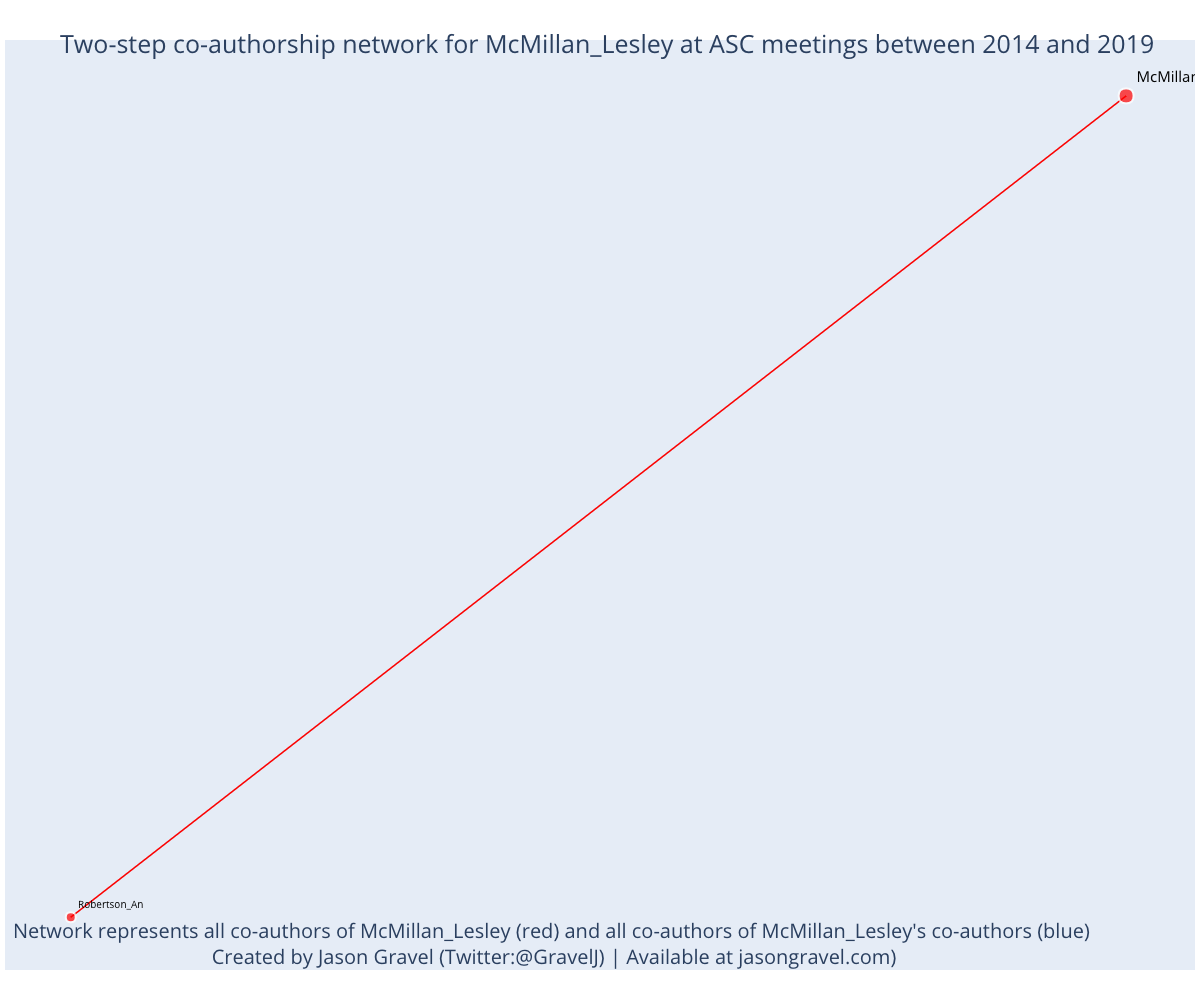 Two-step co-authorship network for McMillan_Lesley at ASC meetings between 2014 and 2019
McMillan
Robertson_An
Network represents all co-authors of McMillan_Lesley (red) and all co-authors of McMillan_Lesley's co-authors (blue)
Created by Jason Gravel (Twitter:@GravelJ) | Available at jasongravel.com)